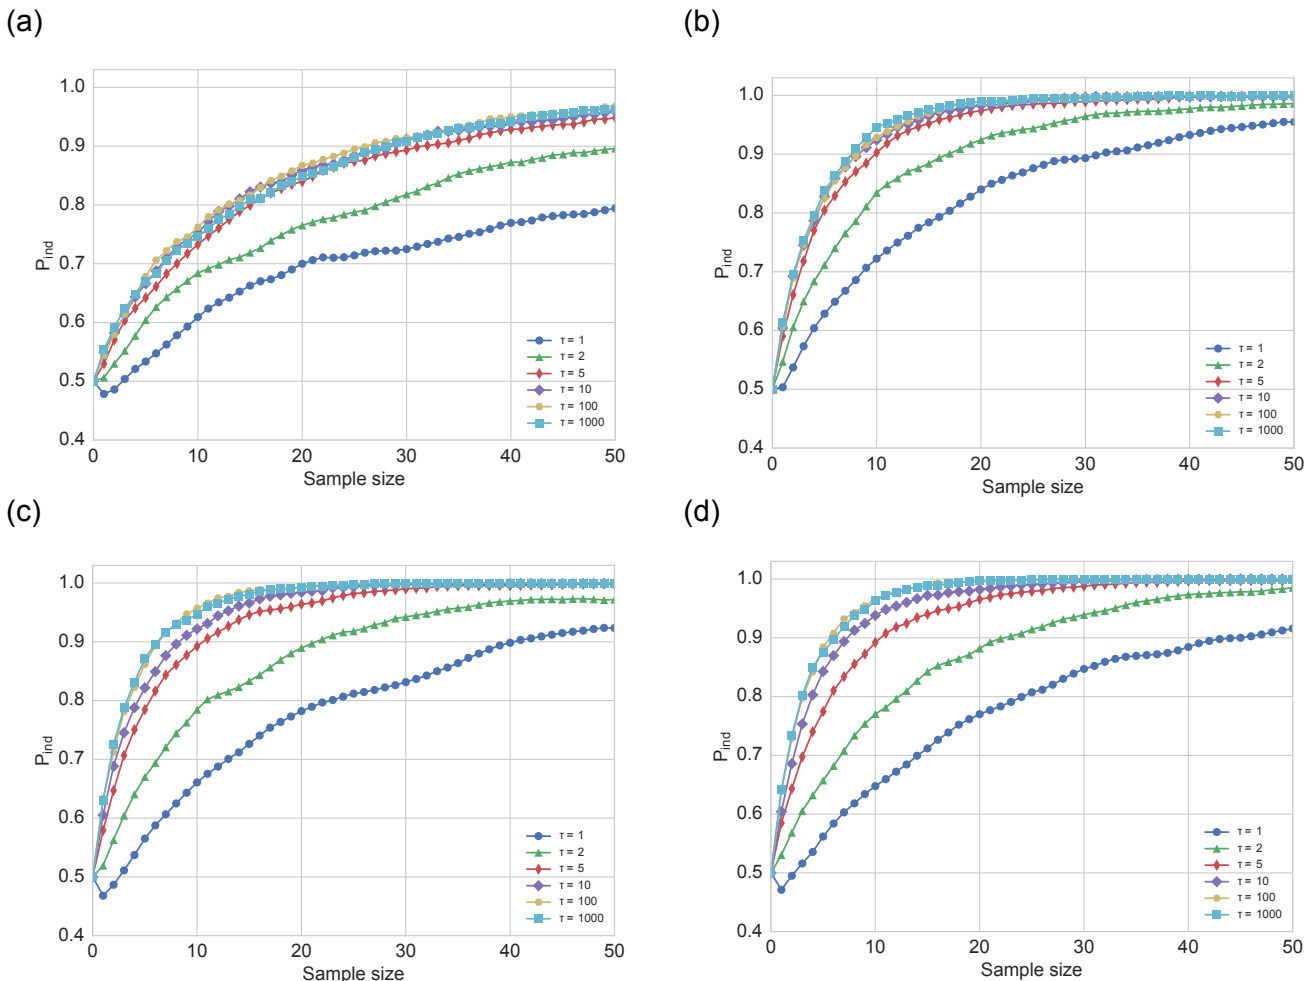 (a)
(b)
1.0
0.9
0.8
0.7
0.6
0.5
0.4
P_ind
0 10 20 30 40 50
Sample size
τ = 1
τ = 2
τ = 5
τ = 10
τ = 100
τ = 1000
1.0
0.9
0.8
0.7
0.6
0.5
0.4
P_ind
0 10 20 30 40 50
Sample size
τ = 1
τ = 2
τ = 5
τ = 10
τ = 100
τ = 1000
(c)
(d)
1.0
0.9
0.8
0.7
0.6
0.5
0.4
P_ind
0 10 20 30 40 50
Sample size
τ = 1
τ = 2
τ = 5
τ = 10
τ = 100
τ = 1000
1.0
0.9
0.8
0.7
0.6
0.5
0.4
P_ind
0 10 20 30 40 50
Sample size
τ = 1
τ = 2
τ = 5
τ = 10
τ = 100
τ = 1000